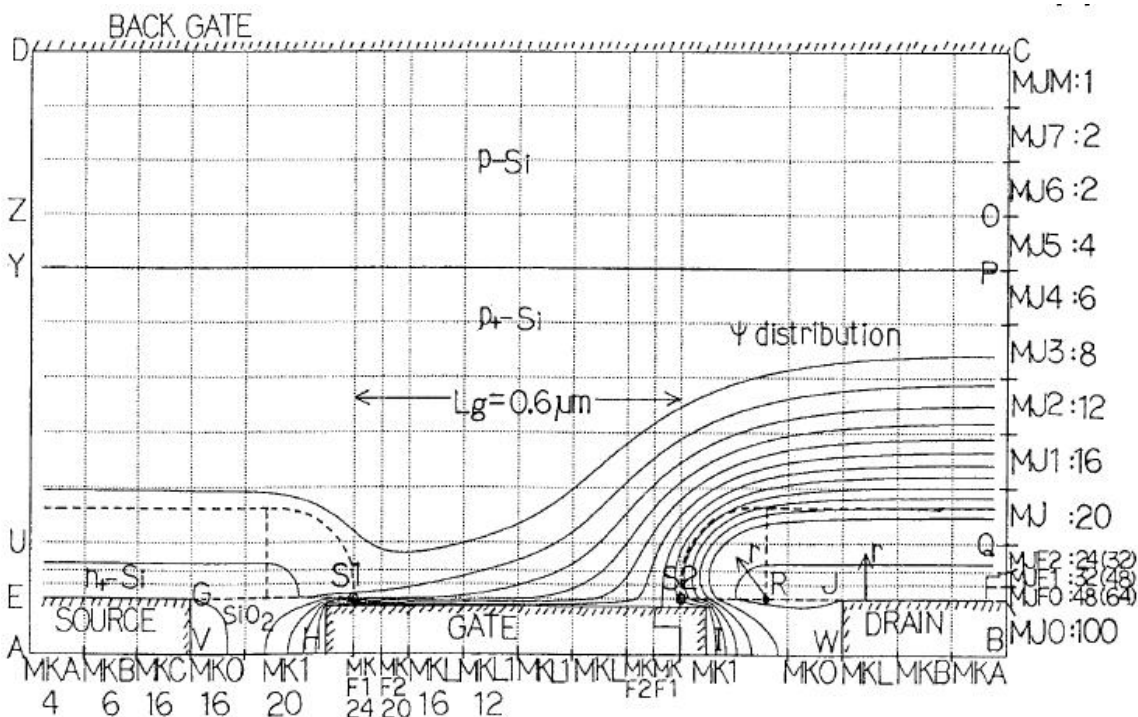 BACK GATE
D
C
MJM:1
MJ7:2
p-Si
MJ6:2
Z
O
MJ5:4
Y
P
MJ4:6
p+-Si
ψ distribution
MJ3:8
Lg=0.6μm
MJ2:12
MJ1:16
MJ :20
U
Q
MJF2:24(32)
n+-Si
S1
S2
r
r
MJF1:32(48)
E
G
R
J
F
MJF0:48(64)
SOURCE
SiO2
GATE
DRAIN
MJ0:100
A
V
H
I
W
B
MKA MKB MKC MK0 MK1 MK F1 MK F2 MKL MKL1 MKL1 MKL MK F2 MK F1 MK1 MK0 MKL MKB MKA
4 6 16 16 20 24 20 16 12